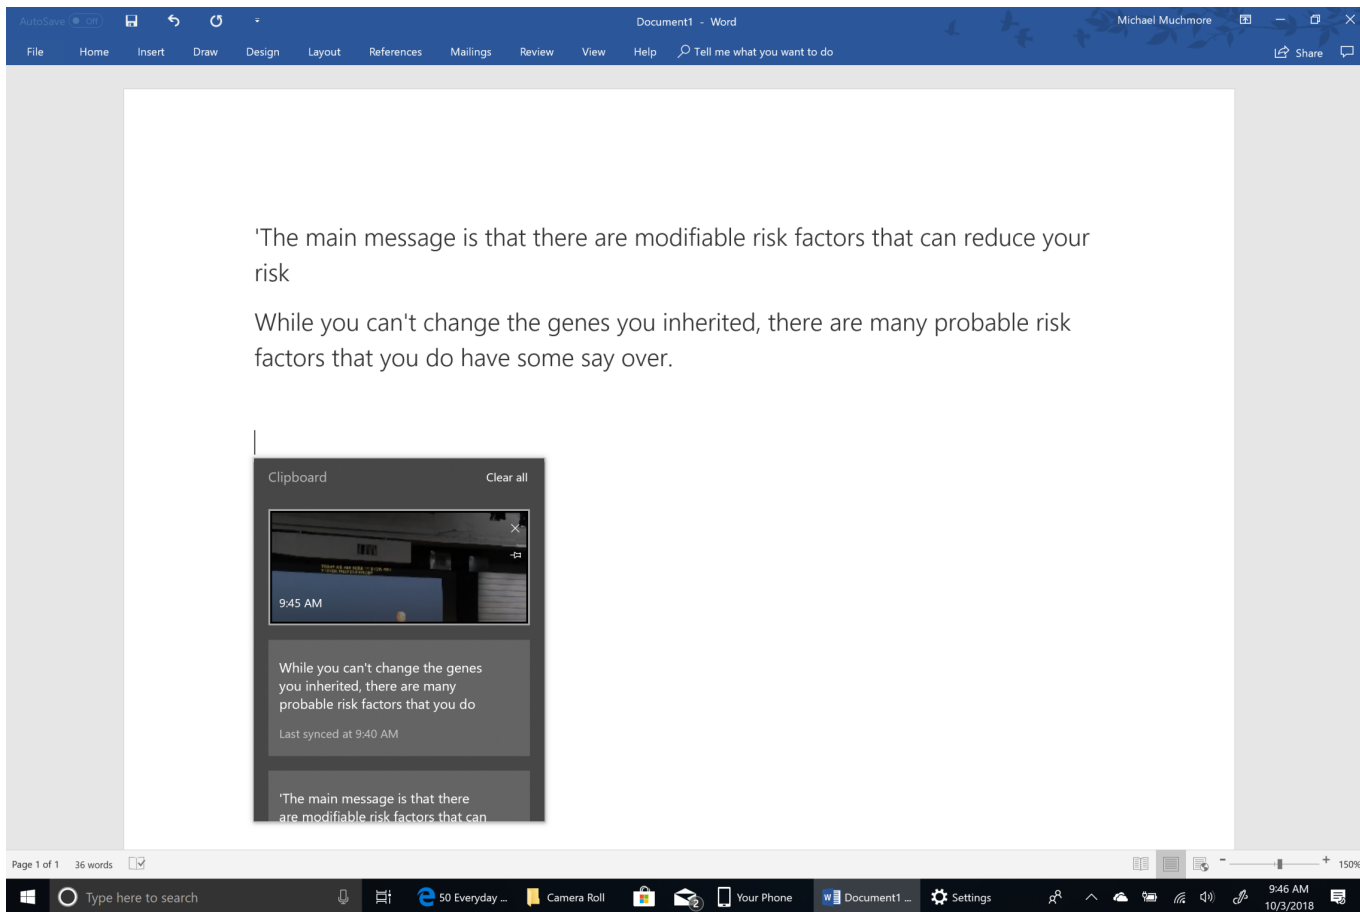 AutoSave Off
Document1 - Word
Michael Muchmore
File Home Insert Draw Design Layout References Mailings Review View Help Tell me what you want to do
Share
'The main message is that there are modifiable risk factors that can reduce your
risk
While you can't change the genes you inherited, there are many probable risk
factors that you do have some say over.
Clipboard Clear all
9:45 AM
While you can't change the genes
you inherited, there are many
probable risk factors that you do
Last synced at 9:40 AM
'The main message is that there
are modifiable risk factors that can
Page 1 of 1 36 words
150%
Type here to search
50 Everyday ...
Camera Roll
2
Your Phone
Document1 ...
Settings
9:46 AM
10/3/2018